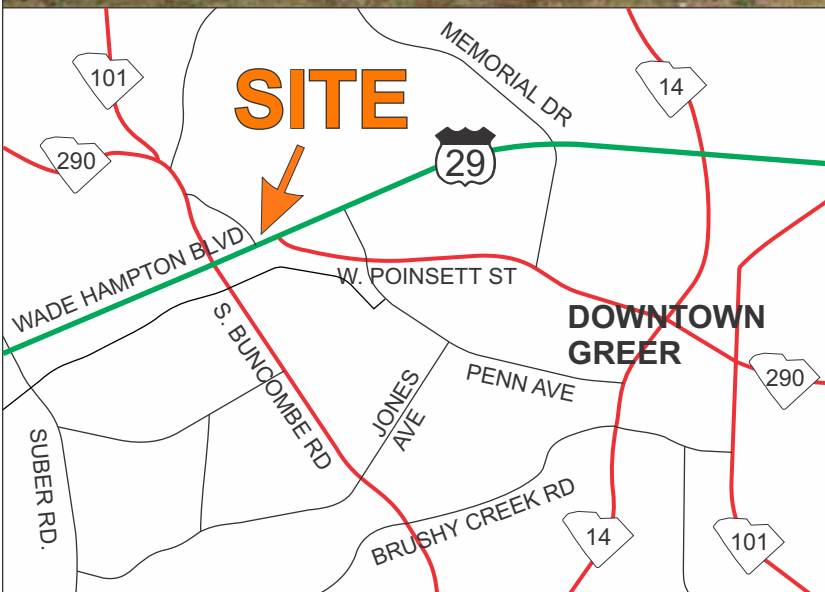 MEMORIAL DR
101
SITE
14
29
290
WADE HAMPTON BLVD
W. POINSETT ST
S. BUNCOMBE RD
DOWNTOWN
GREER
290
PENN AVE
JONES
AVE
SUBER RD.
BRUSHY CREEK RD
14
101